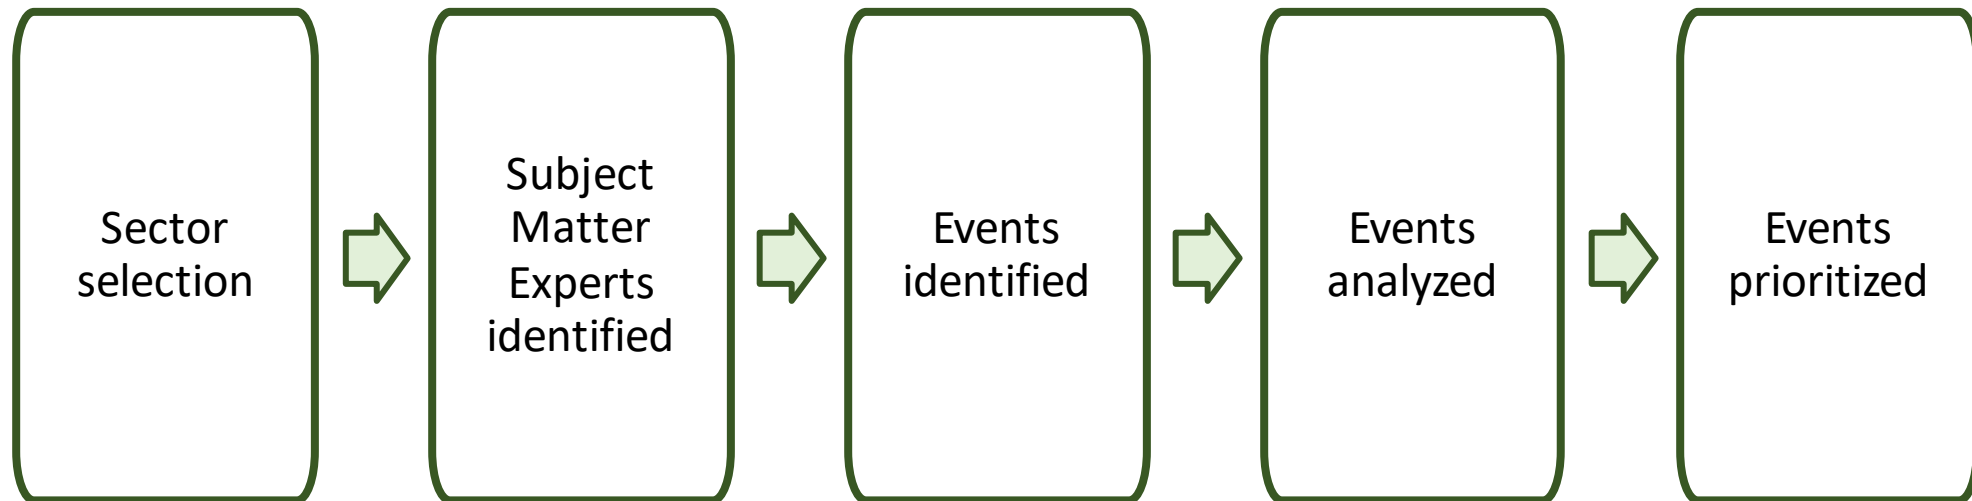 Sector
selection
Subject
Matter
Experts
identified
Events
identified
Events
analyzed
Events
prioritized